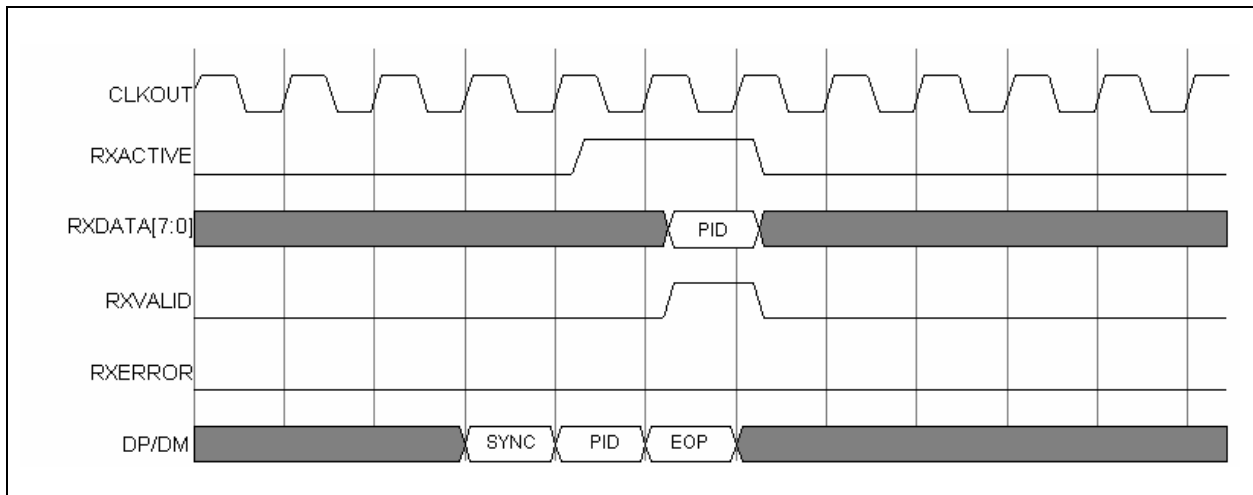 CLKOUT
RXACTIVE
RXDATA[7:0]
PID
RXVALID
RXERROR
DP/DM
SYNC PID EOP